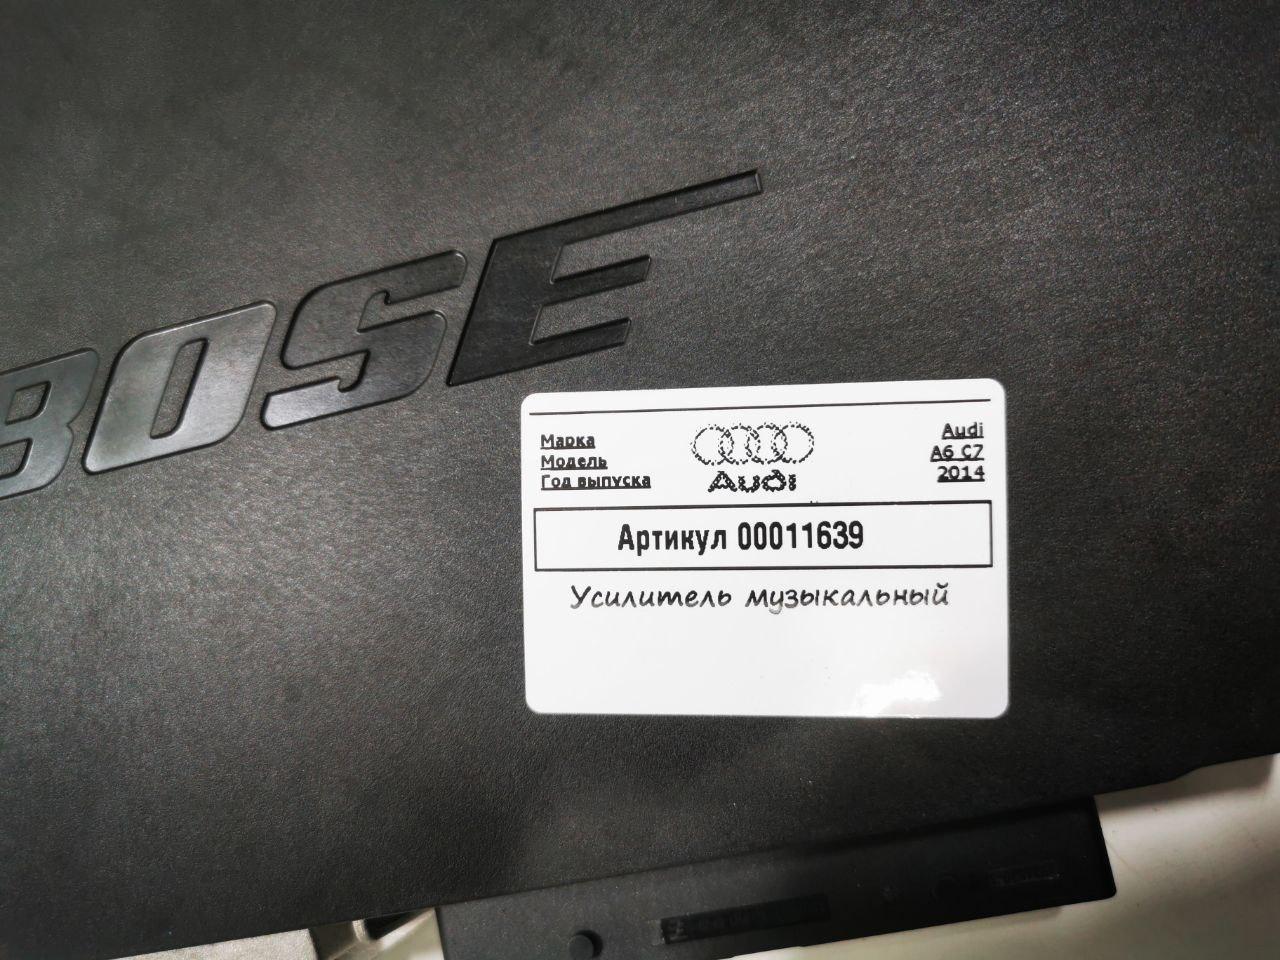 BOSE
Марка Audi
Модель A6 C7
Год выпуска 2014
Audi
Артикул 00011639
Усилитель музыкальный